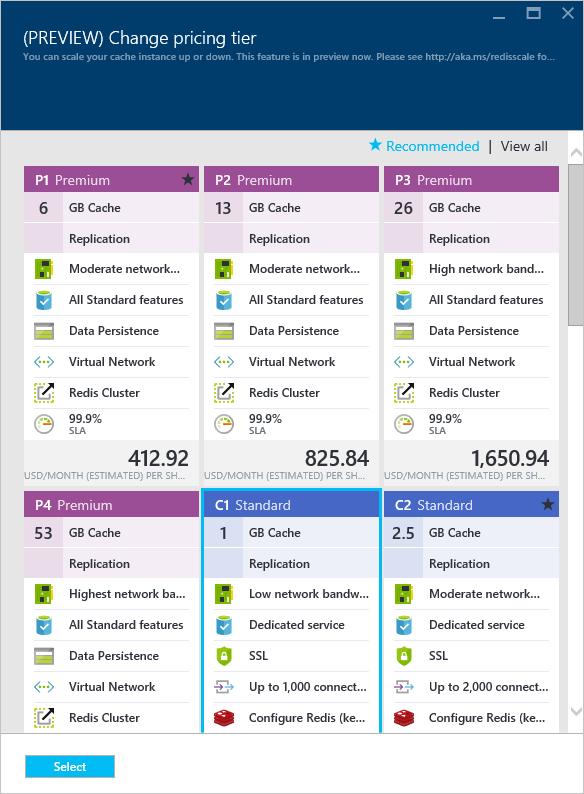 (PREVIEW) Change pricing tier
You can scale your cache instance up or down. This feature is in preview now. Please see http://aka.ms/redisscale fo...
Recommended | View all
P1 Premium
6 GB Cache
Replication
Moderate network...
All Standard features
Data Persistence
Virtual Network
Redis Cluster
99.9%
SLA
412.92
USD/MONTH (ESTIMATED) PER SH...
P2 Premium
13 GB Cache
Replication
Moderate network...
All Standard features
Data Persistence
Virtual Network
Redis Cluster
99.9%
SLA
825.84
USD/MONTH (ESTIMATED) PER SH...
P3 Premium
26 GB Cache
Replication
High network band...
All Standard features
Data Persistence
Virtual Network
Redis Cluster
99.9%
SLA
1,650.94
USD/MONTH (ESTIMATED) PER SH...
P4 Premium
53 GB Cache
Replication
Highest network ba...
All Standard features
Data Persistence
Virtual Network
Redis Cluster
C1 Standard
1 GB Cache
Replication
Low network bandw...
Dedicated service
SSL
Up to 1,000 connect...
Configure Redis (ke...
C2 Standard
2.5 GB Cache
Replication
Moderate network...
Dedicated service
SSL
Up to 2,000 connect...
Configure Redis (ke...
Select